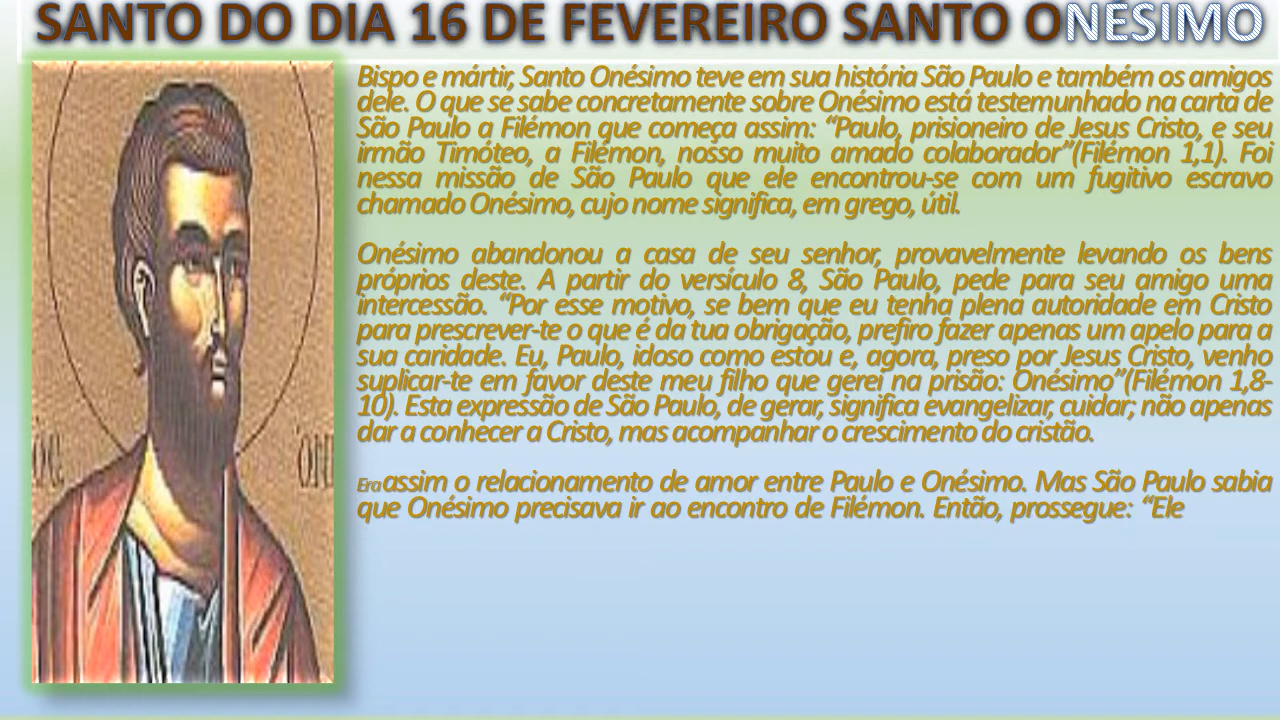 SANTO DO DIA 16 DE FEVEREIRO SANTO ONESIMO
Bispo e mártir, Santo Onésimo teve em sua história São Paulo e também os amigos
dele. O que se sabe concretamente sobre Onésimo está testemunhado na carta de
São Paulo a Filémon que começa assim: “Paulo, prisioneiro de Jesus Cristo, e seu
irmão Timóteo, a Filémon, nosso muito amado colaborador”(Filémon 1,1). Foi
nessa missão de São Paulo que ele encontrou-se com um fugitivo escravo
chamado Onésimo, cujo nome significa, em grego, útil.
Onésimo abandonou a casa de seu senhor, provavelmente levando os bens
próprios deste. A partir do versículo 8, São Paulo, pede para seu amigo uma
intercessão. “Por esse motivo, se bem que eu tenha plena autoridade em Cristo
para prescrever-te o que é da tua obrigação, prefiro fazer apenas um apelo para a
sua caridade. Eu, Paulo, idoso como estou e, agora, preso por Jesus Cristo, venho
suplicar-te em favor deste meu filho que gerei na prisão: Onésimo”(Filémon 1,8-
10). Esta expressão de São Paulo, de gerar, significa evangelizar, cuidar; não apenas
dar a conhecer a Cristo, mas acompanhar o crescimento do cristão.
Era assim o relacionamento de amor entre Paulo e Onésimo. Mas São Paulo sabia
que Onésimo precisava ir ao encontro de Filémon. Então, prossegue: “Ele